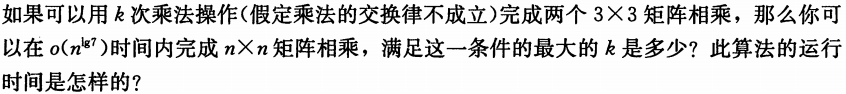 如果可以用 k 次乘法操作(假定乘法的交换律不成立)完成两个 3×3 矩阵相乘，那么你可
以在 o(n^lg7)时间内完成 n×n 矩阵相乘，满足这一条件的最大的 k 是多少？此算法的运行
时间是怎样的？